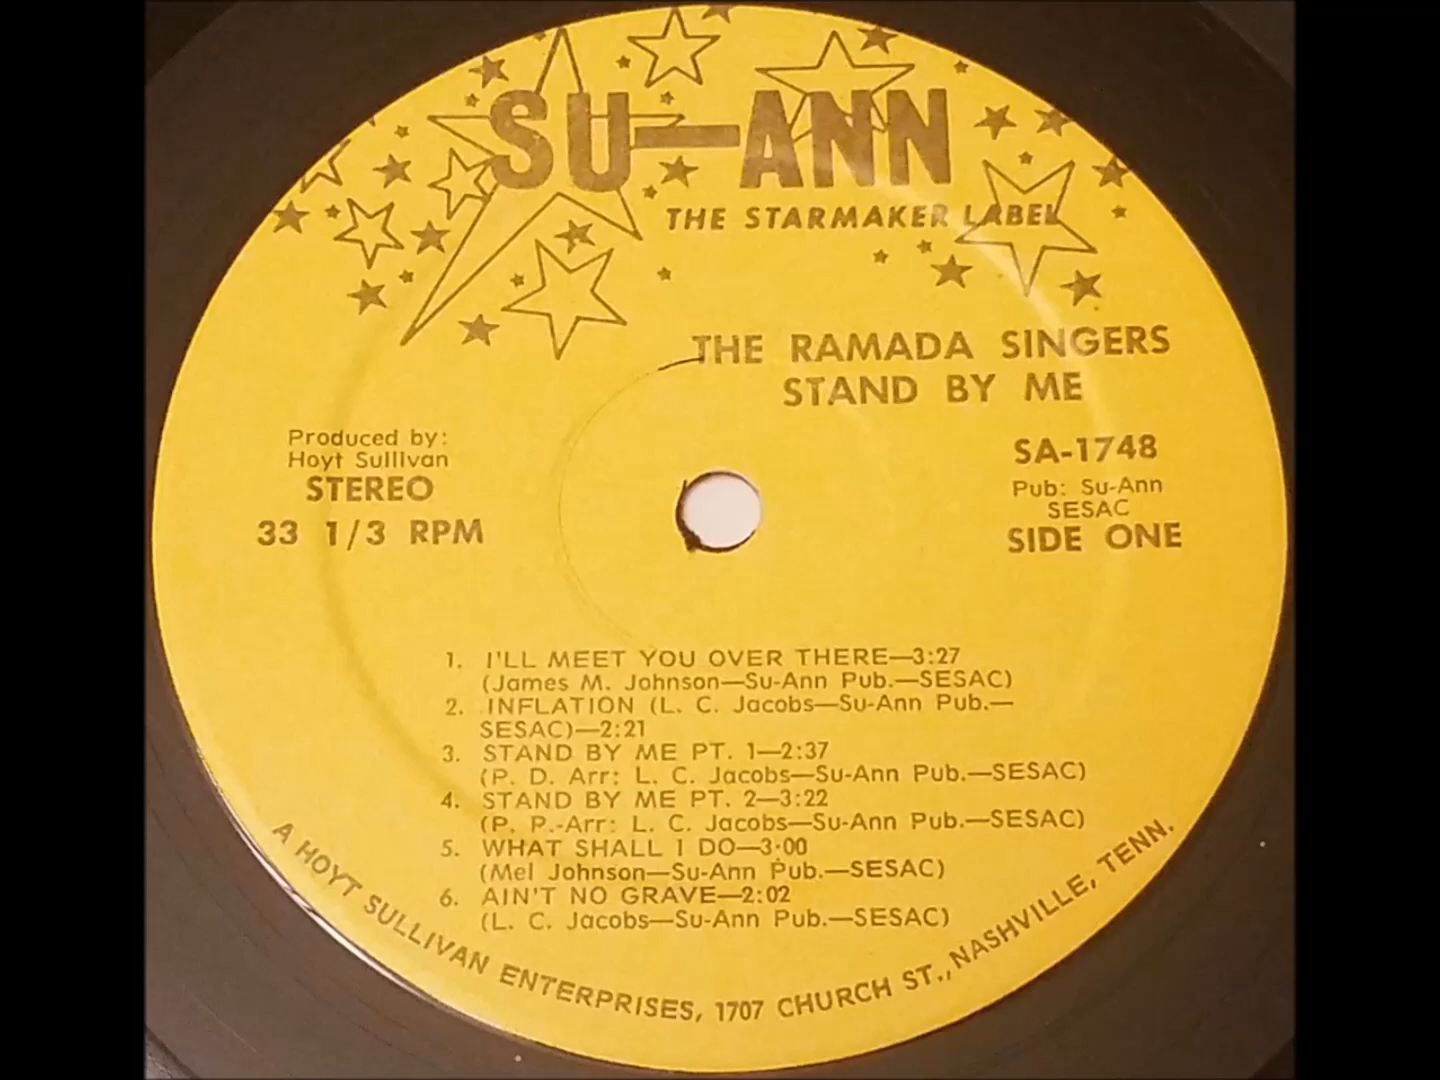 SU-ANN
THE STARMAKER LABEL
THE RAMADA SINGERS
STAND BY ME
Produced by:
Hoyt Sullivan
STEREO
33 1/3 RPM
SA-1748
Pub: Su-Ann
SESAC
SIDE ONE
1. I'LL MEET YOU OVER THERE—3:27
(James M. Johnson—Su-Ann Pub.—SESAC)
2. INFLATION (L. C. Jacobs—Su-Ann Pub.—
SESAC)—2:21
3. STAND BY ME PT. 1—2:37
(P. D. Arr: L. C. Jacobs—Su-Ann Pub.—SESAC)
4. STAND BY ME PT. 2—3:22
(P. P.-Arr: L. C. Jacobs—Su-Ann Pub.—SESAC)
5. WHAT SHALL I DO—3:00
(Mel Johnson—Su-Ann Pub.—SESAC)
6. AIN'T NO GRAVE—2:02
(L. C. Jacobs—Su-Ann Pub.—SESAC)
A HOYT SULLIVAN ENTERPRISES, 1707 CHURCH ST., NASHVILLE, TENN.